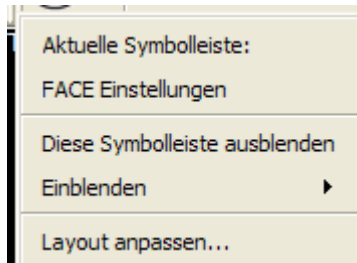 Aktuelle Symbolleiste:
FACE Einstellungen
Diese Symbolleiste ausblenden
Einblenden
Layout anpassen...